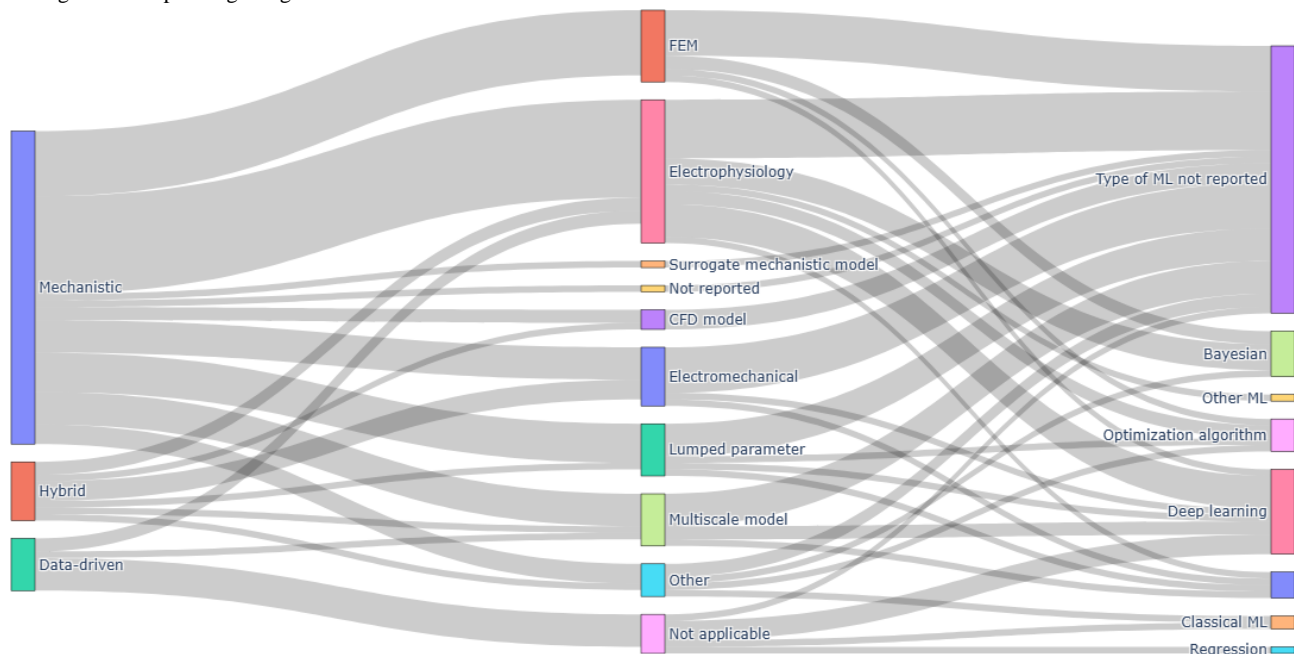 Mechanistic
Hybrid
Data-driven
FEM
Electrophysiology
Surrogate mechanistic model
Not reported
CFD model
Electromechanical
Lumped parameter
Multiscale model
Other
Not applicable
Type of ML not reported
Bayesian
Other ML
Optimization algorithm
Deep learning
Classical ML
Regression